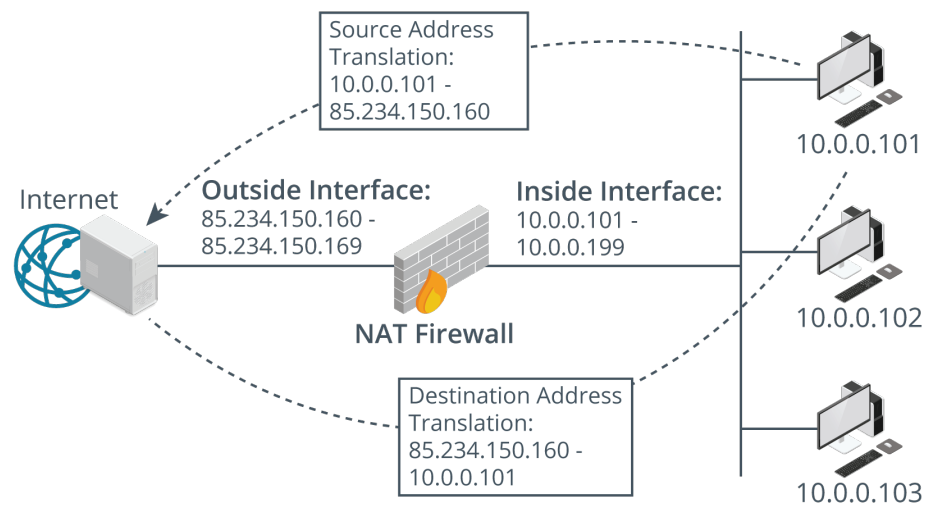 Source Address
Translation:
10.0.0.101 -
85.234.150.160
10.0.0.101
Internet
Outside Interface:
85.234.150.160 -
85.234.150.169
Inside Interface:
10.0.0.101 -
10.0.0.199
NAT Firewall
10.0.0.102
Destination Address
Translation:
85.234.150.160 -
10.0.0.101
10.0.0.103